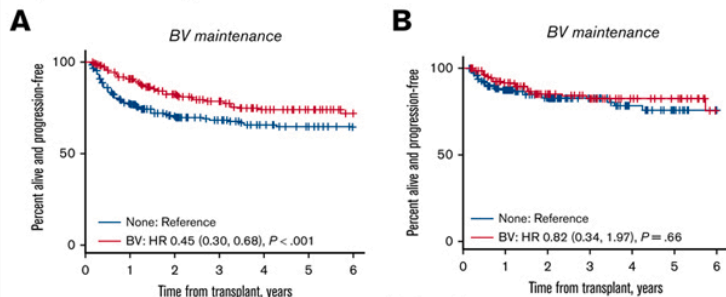 A
BV maintenance
Percent alive and progression-free
100
50
0
None: Reference
BV: HR 0.45 (0.30, 0.68), P < .001
0 1 2 3 4 5 6
Time from transplant, years
B
BV maintenance
Percent alive and progression-free
100
50
0
None: Reference
BV: HR 0.82 (0.34, 1.97), P = .66
0 1 2 3 4 5 6
Time from transplant, years